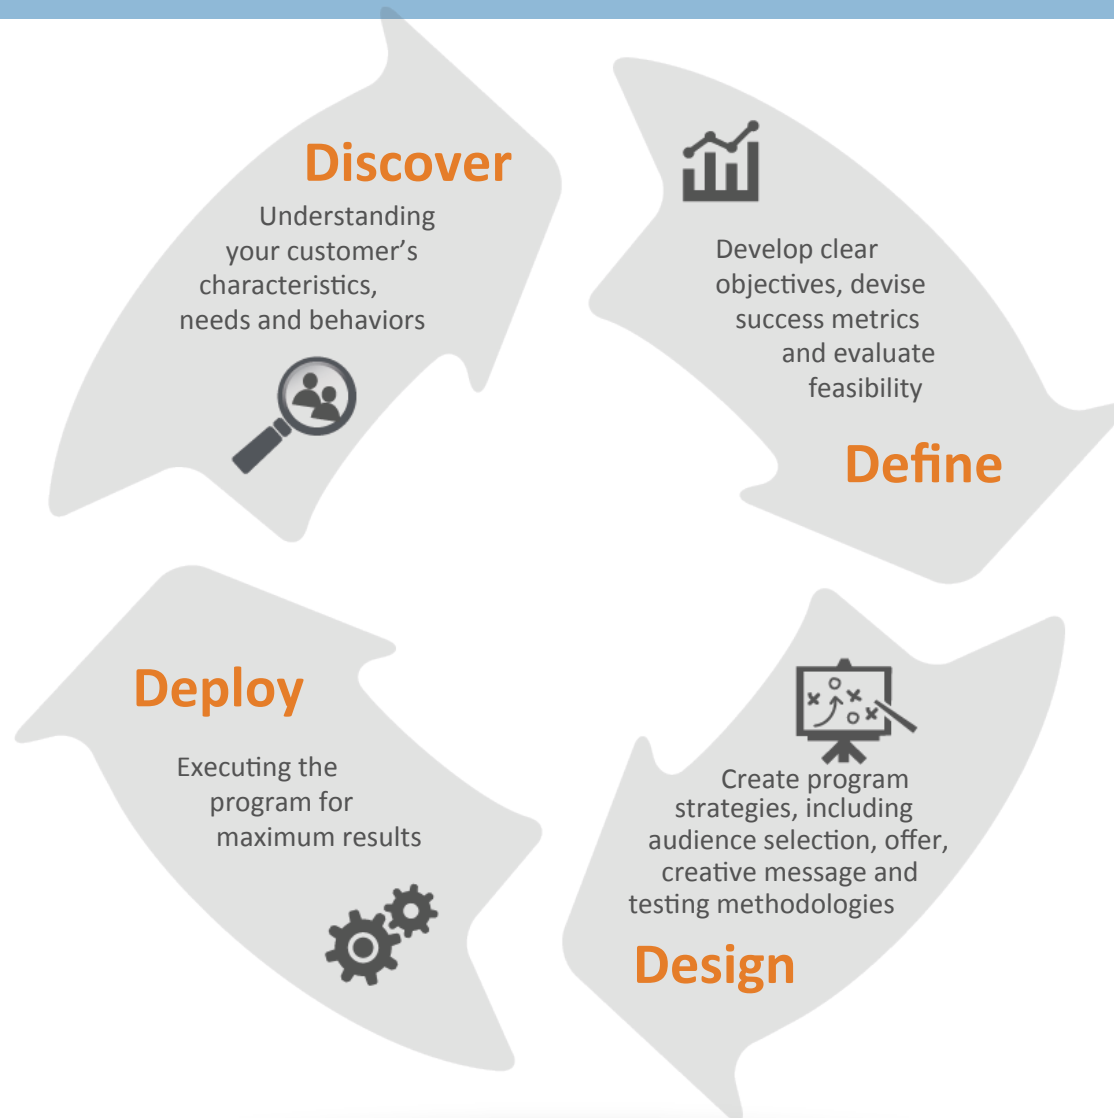 Discover
Understanding
your customer’s
characteristics,
needs and behaviors
Develop clear
objectives, devise
success metrics
and evaluate
feasibility
Define
Create program
strategies, including
audience selection, offer,
creative message and
testing methodologies
Design
Deploy
Executing the
program for
maximum results